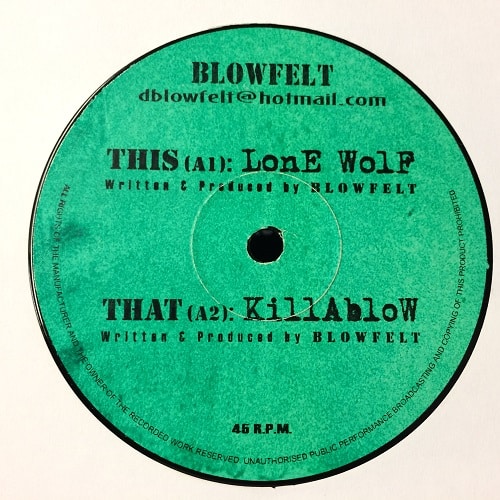 BLOWFELT
dblowfelt@hotmail.com
THIS (A1): LonE WolF
Written & Produced by BLOWFELT
THAT (A2): KillAbloW
Written & Produced by BLOWFELT
45 R.P.M.
ALL RIGHTS OF THE MANUFACTURER AND THE OWNER OF THE RECORDED WORK RESERVED. UNAUTHORISED PUBLIC PERFORMANCE BROADCASTING AND COPYING OF THIS PRODUCT PROHIBITED